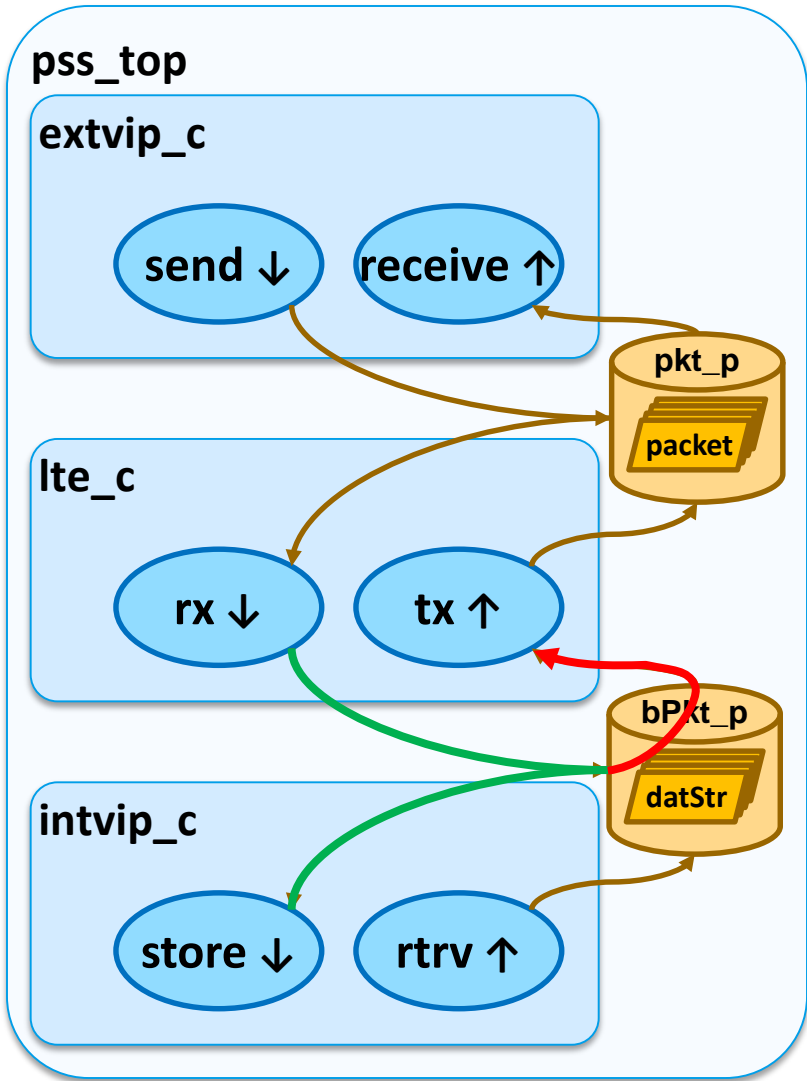 pss_top
extvip_c
send ↓
receive ↑
pkt_p
packet
lte_c
rx ↓
tx ↑
bPkt_p
datStr
intvip_c
store ↓
rtrv ↑